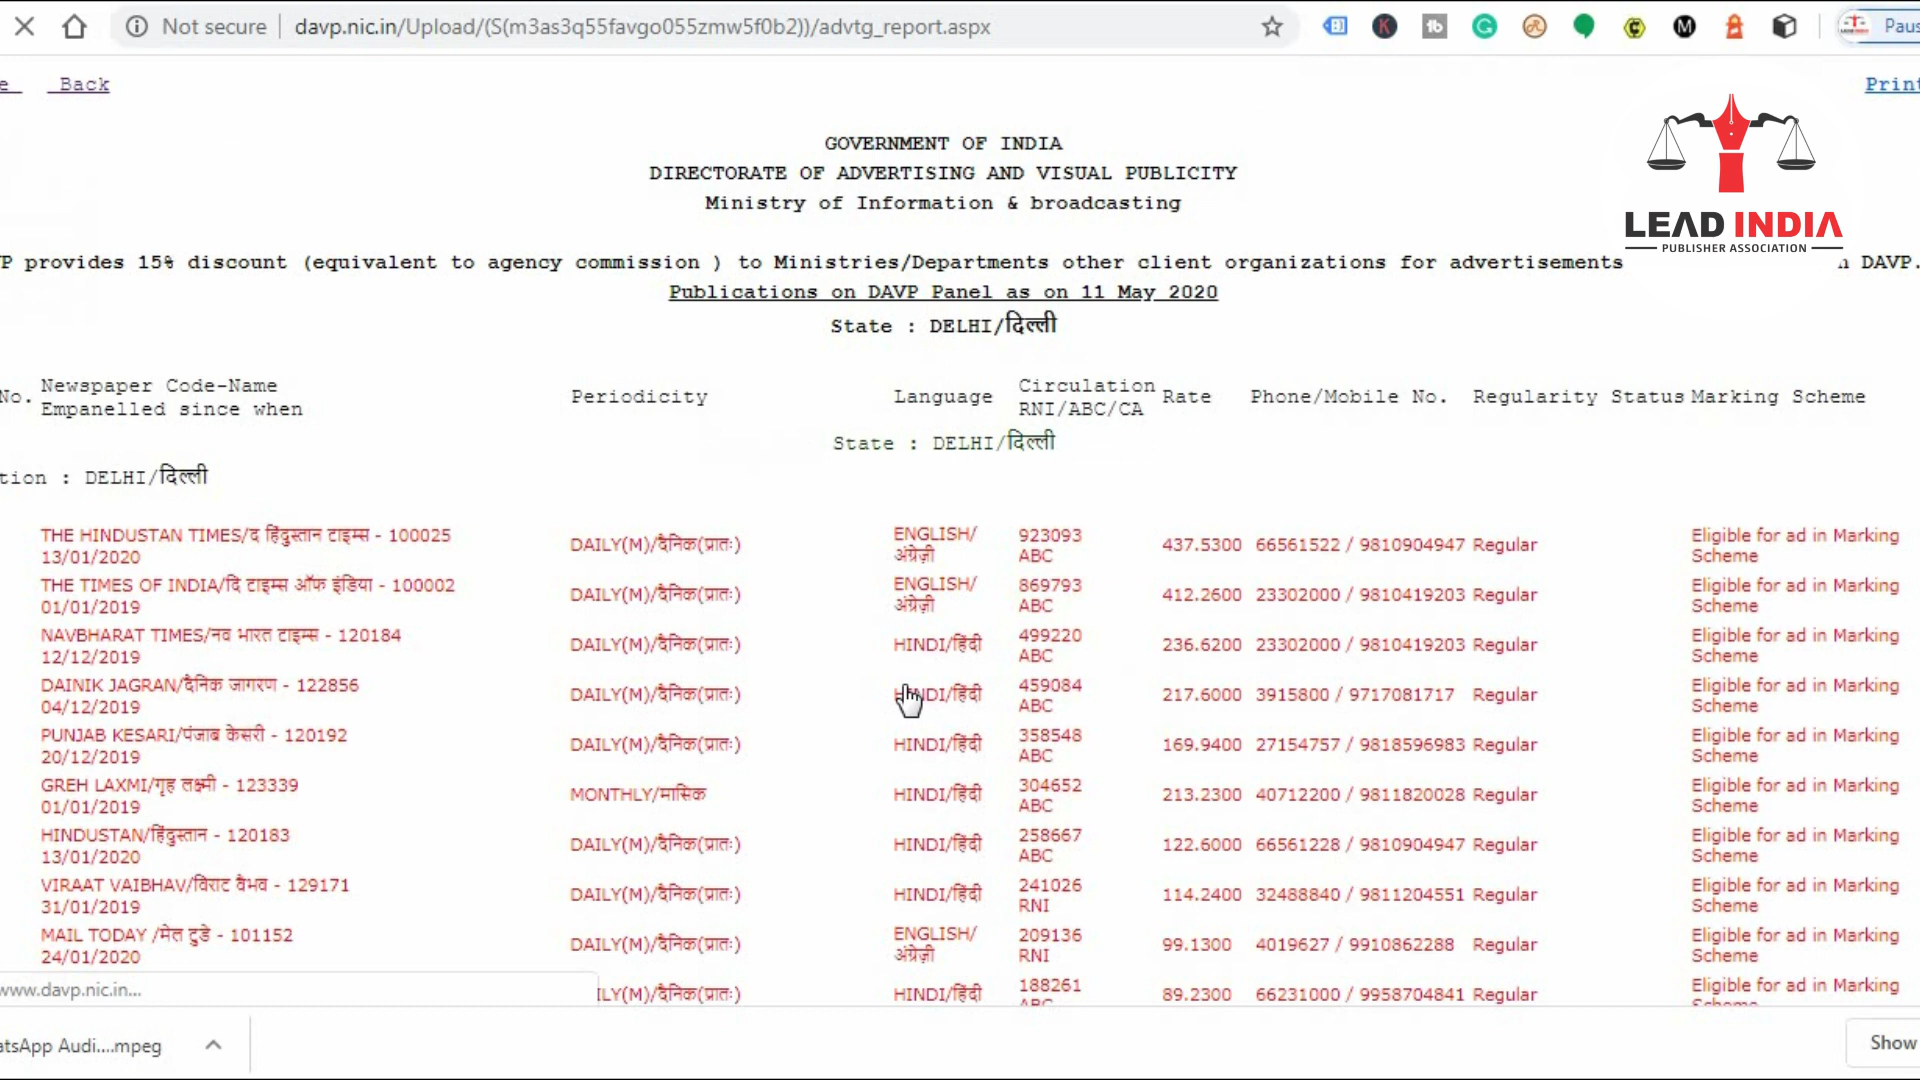 Not secure davp.nic.in/Upload/(S(m3as3q55favgo055zmw5f0b2))/advtg_report.aspx
Back
Print
GOVERNMENT OF INDIA
DIRECTORATE OF ADVERTISING AND VISUAL PUBLICITY
Ministry of Information & broadcasting
LEAD INDIA
PUBLISHER ASSOCIATION
P provides 15% discount (equivalent to agency commission ) to Ministries/Departments other client organizations for advertisements DAVP.
Publications on DAVP Panel as on 11 May 2020
State : DELHI/दिल्ली
No. Newspaper Code-Name Empanelled since when Periodicity Language Circulation RNI/ABC/CA Rate Phone/Mobile No. Regularity Status Marking Scheme
State : DELHI/दिल्ली
tion : DELHI/दिल्ली
THE HINDUSTAN TIMES/द हिंदुस्तान टाइम्स - 100025 DAILY(M)/दैनिक(प्रातः) ENGLISH/ 923093 437.5300 66561522 / 9810904947 Regular Eligible for ad in Marking
13/01/2020 अंग्रेज़ी ABC Scheme
THE TIMES OF INDIA/दि टाइम्स ऑफ इंडिया - 100002 DAILY(M)/दैनिक(प्रातः) ENGLISH/ 869793 412.2600 23302000 / 9810419203 Regular Eligible for ad in Marking
01/01/2019 अंग्रेज़ी ABC Scheme
NAVBHARAT TIMES/नव भारत टाइम्स - 120184 DAILY(M)/दैनिक(प्रातः) HINDI/हिंदी 499220 236.6200 23302000 / 9810419203 Regular Eligible for ad in Marking
12/12/2019 ABC Scheme
DAINIK JAGRAN/दैनिक जागरण - 122856 DAILY(M)/दैनिक(प्रातः) HINDI/हिंदी 459084 217.6000 3915800 / 9717081717 Regular Eligible for ad in Marking
04/12/2019 ABC Scheme
PUNJAB KESARI/पंजाब केसरी - 120192 DAILY(M)/दैनिक(प्रातः) HINDI/हिंदी 358548 169.9400 27154757 / 9818596983 Regular Eligible for ad in Marking
20/12/2019 ABC Scheme
GREH LAXMI/गृह लक्ष्मी - 123339 MONTHLY/मासिक HINDI/हिंदी 304652 213.2300 40712200 / 9811820028 Regular Eligible for ad in Marking
01/01/2019 ABC Scheme
HINDUSTAN/हिंदुस्तान - 120183 DAILY(M)/दैनिक(प्रातः) HINDI/हिंदी 258667 122.6000 66561228 / 9810904947 Regular Eligible for ad in Marking
13/01/2020 ABC Scheme
VIRAAT VAIBHAV/विराट वैभव - 129171 DAILY(M)/दैनिक(प्रातः) HINDI/हिंदी 241026 114.2400 32488840 / 9811204551 Regular Eligible for ad in Marking
31/01/2019 RNI Scheme
MAIL TODAY /मेल टुडे - 101152 DAILY(M)/दैनिक(प्रातः) ENGLISH/ 209136 99.1300 4019627 / 9910862288 Regular Eligible for ad in Marking
24/01/2020 अंग्रेज़ी RNI Scheme
www.davp.nic.in... ILY(M)/दैनिक(प्रातः) HINDI/हिंदी 188261 89.2300 66231000 / 9958704841 Regular Eligible for ad in Marking
atsApp Audi....mpeg
Show